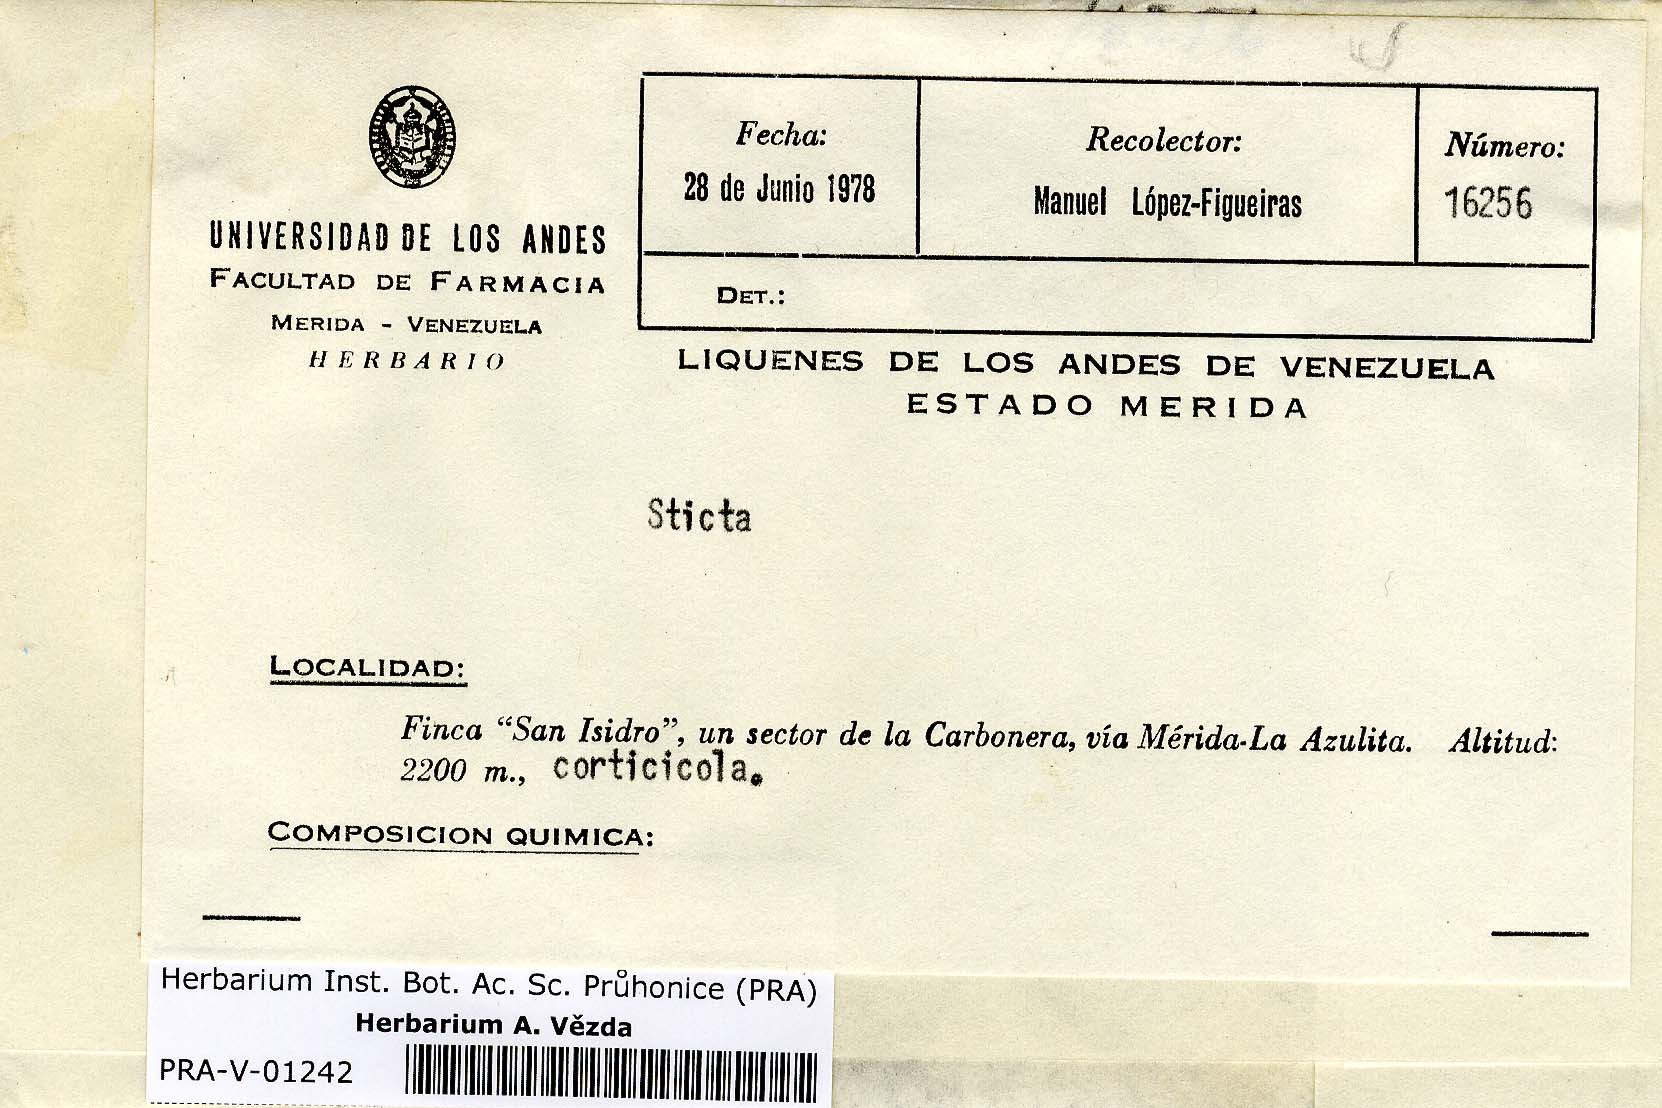 Fecha:
28 de Junio 1978
Recolector:
Manuel López-Figueiras
Número:
16256
DET.:
UNIVERSIDAD DE LOS ANDES
FACULTAD DE FARMACIA
MERIDA - VENEZUELA
HERBARIO
LIQUENES DE LOS ANDES DE VENEZUELA
ESTADO MERIDA
Sticta
LOCALIDAD:
Finca “San Isidro”, un sector de la Carbonera, vía Mérida-La Azulita. Altitud:
2200 m., corticicola.
COMPOSICION QUIMICA:
Herbarium Inst. Bot. Ac. Sc. Průhonice (PRA)
Herbarium A. Vězda
PRA-V-01242